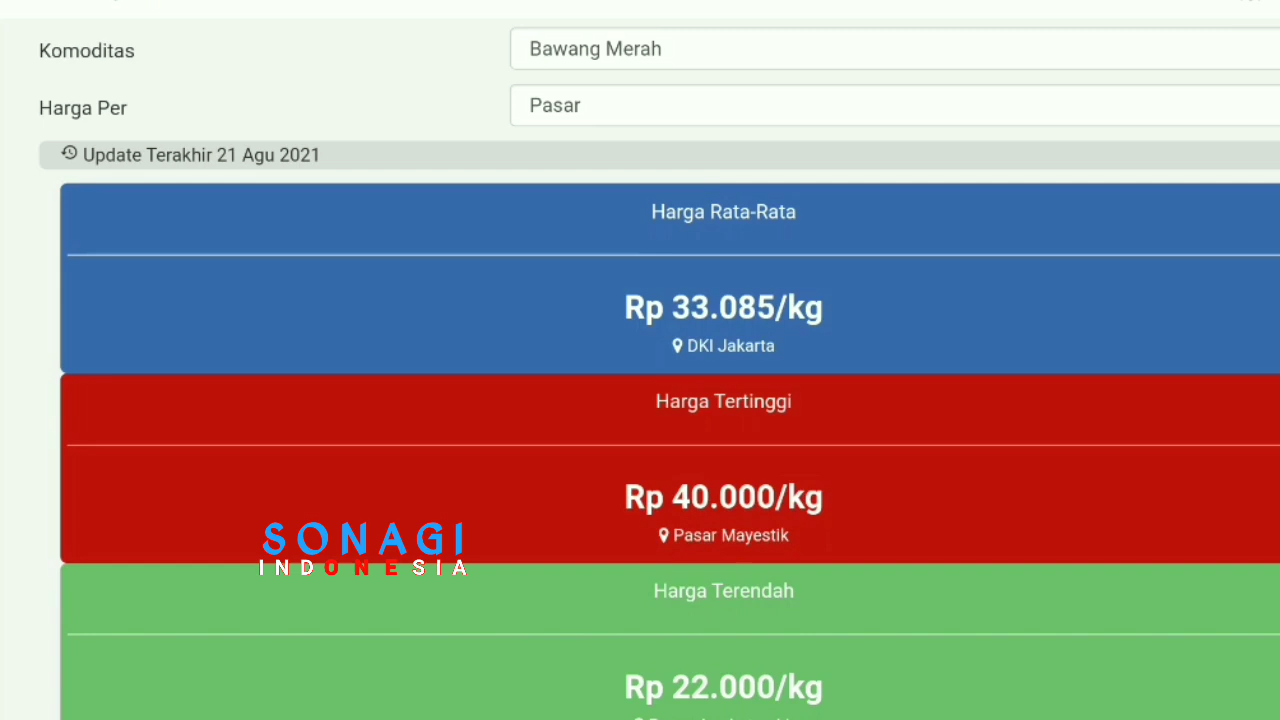 Komoditas
Bawang Merah
Harga Per
Pasar
Update Terakhir 21 Agu 2021
Harga Rata-Rata
Rp 33.085/kg
DKI Jakarta
Harga Tertinggi
Rp 40.000/kg
Pasar Mayestik
SONAGI
INDONESIA
Harga Terendah
Rp 22.000/kg